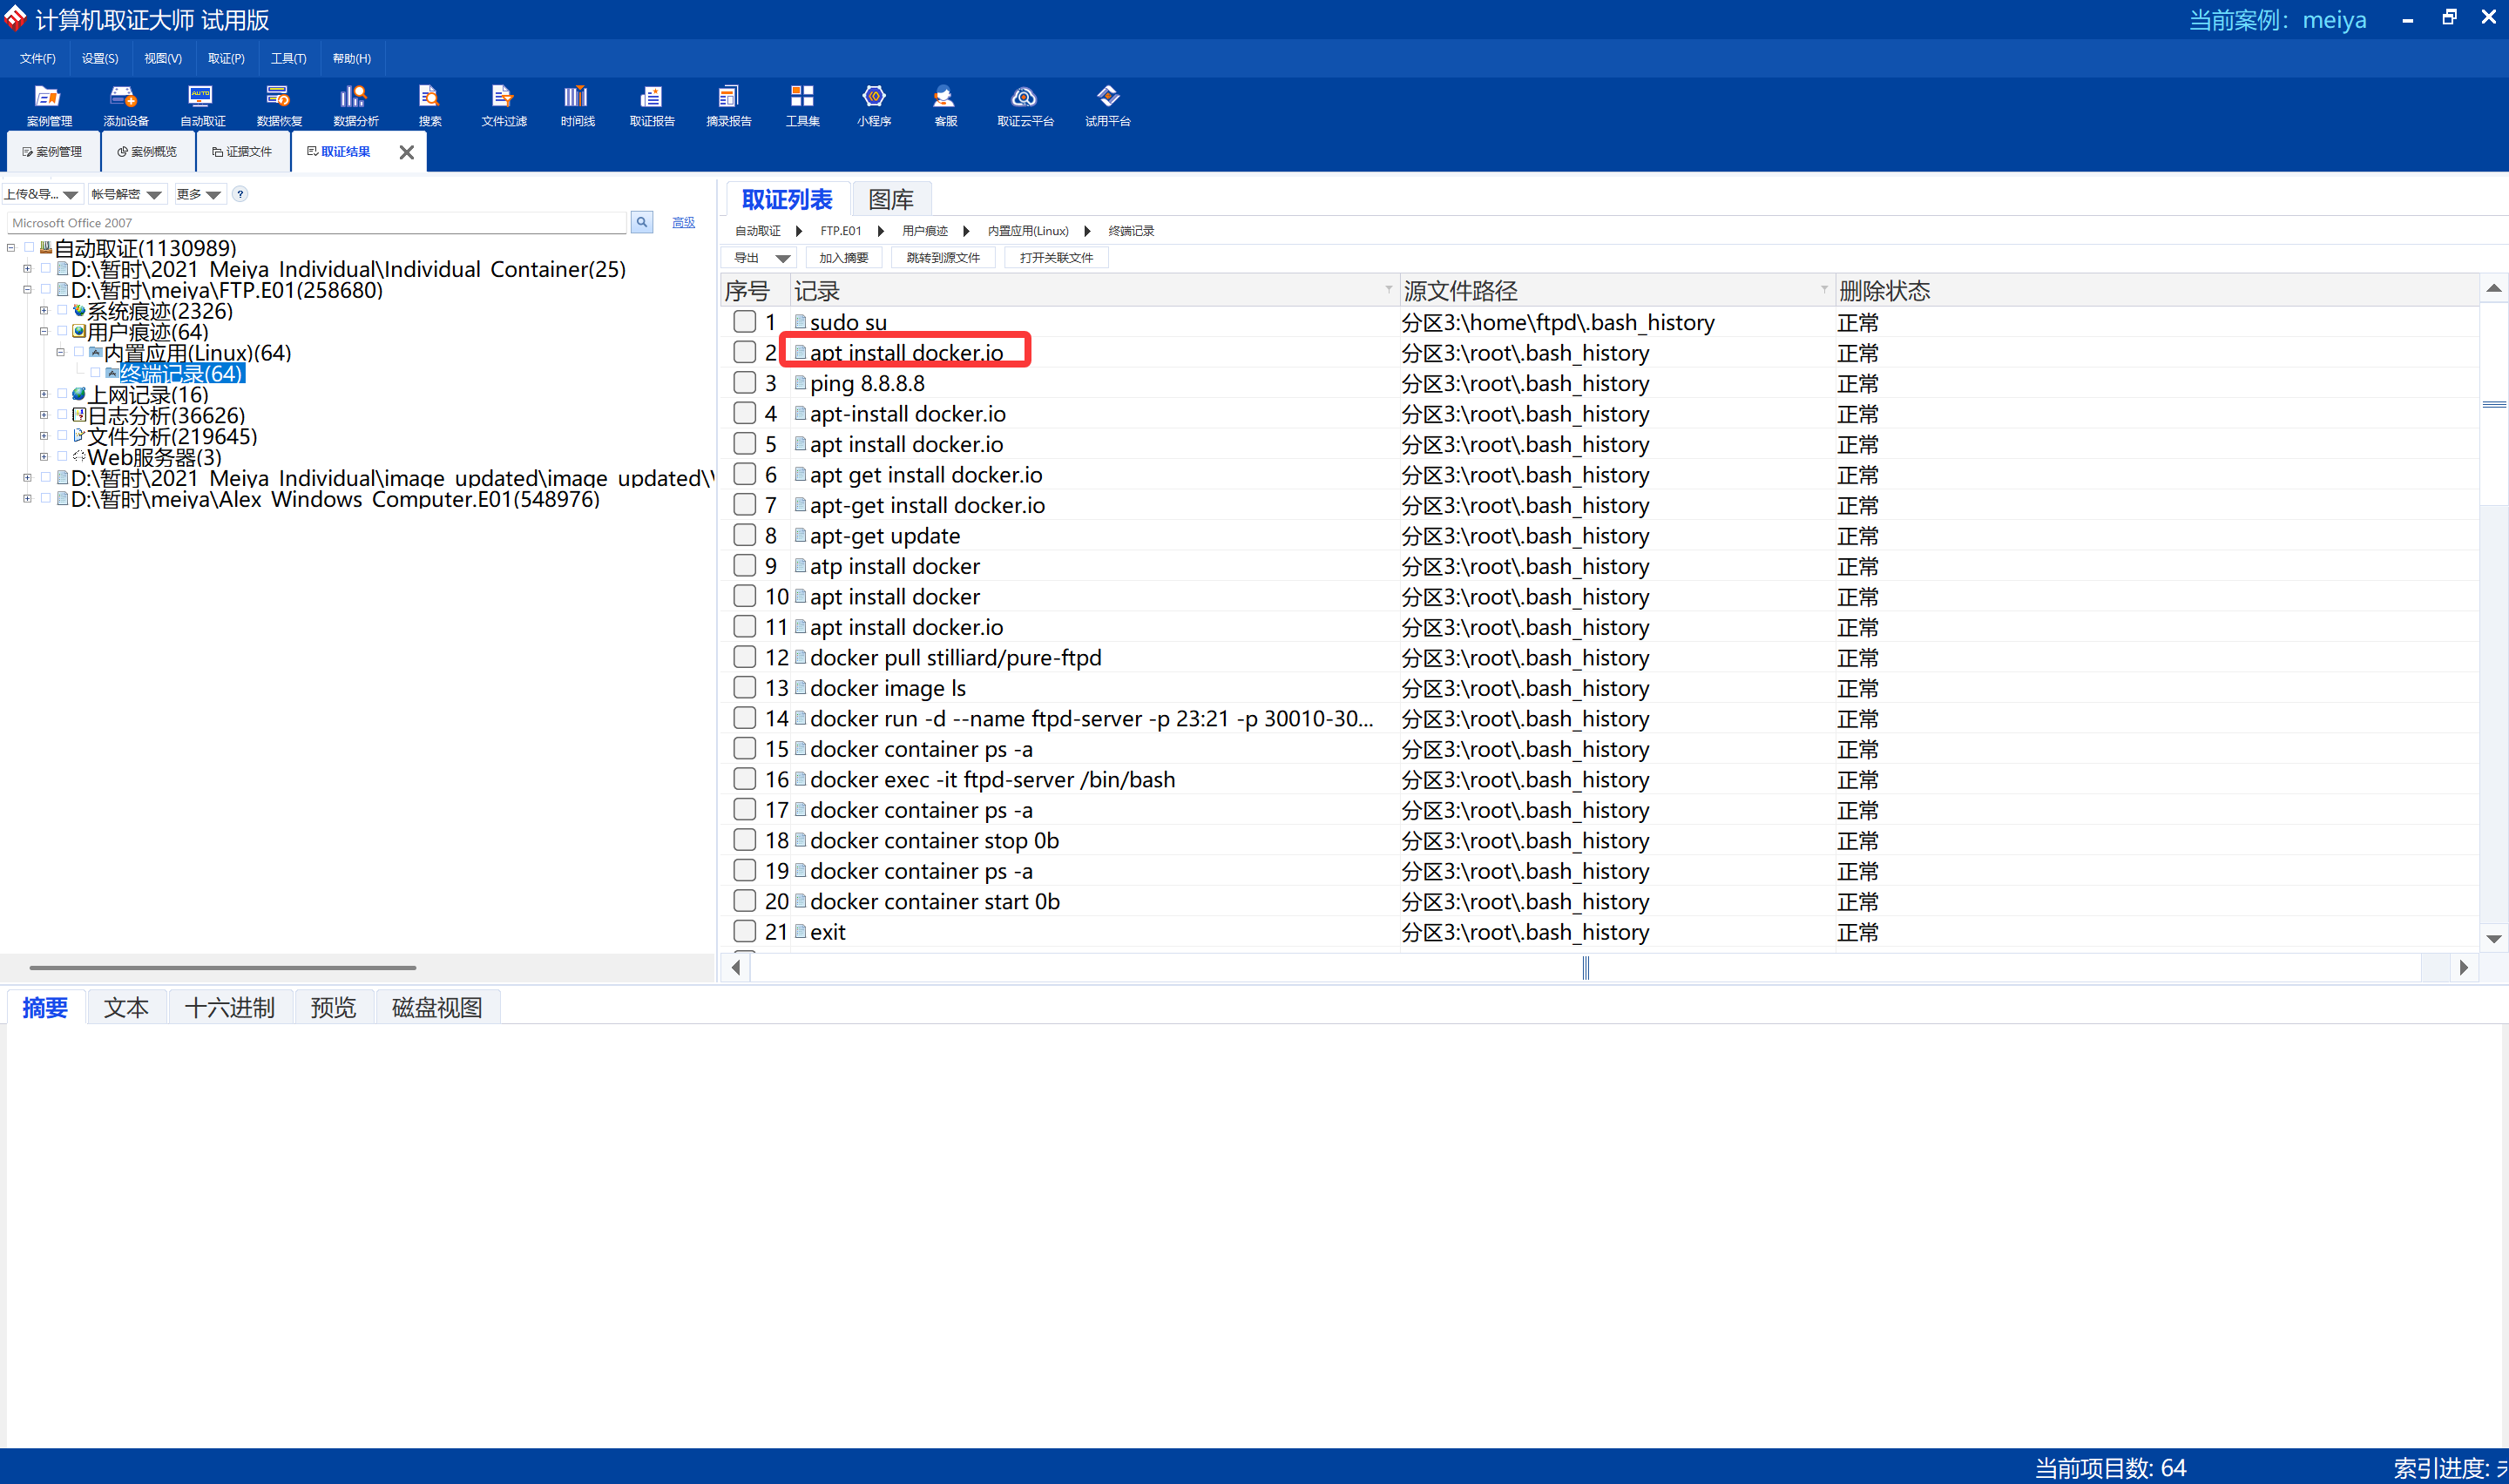 计算机取证大师 试用版
当前案例：meiya
文件(F) 设置(S) 视图(V) 取证(P) 工具(T) 帮助(H)
案例管理 添加设备 自动取证 数据恢复 数据分析 搜索 文件过滤 时间线 取证报告 摘录报告 工具集 小程序 客服 取证云平台 试用平台
案例管理 案例概览 证据文件 取证结果
上传&导... 帐号解密 更多 ?
Microsoft Office 2007 高级
自动取证(1130989)
D:\暂时\2021_Meiya_Individual\Individual_Container(25)
D:\暂时\meiya\FTP.E01(258680)
系统痕迹(2326)
用户痕迹(64)
内置应用(Linux)(64)
终端记录(64)
上网记录(16)
日志分析(36626)
文件分析(219645)
Web服务器(3)
D:\暂时\2021_Meiya_Individual\image_updated\image_updated\
D:\暂时\meiya\Alex_Windows_Computer.E01(548976)
取证列表 图库
自动取证 FTP.E01 用户痕迹 内置应用(Linux) 终端记录
导出 加入摘要 跳转到源文件 打开关联文件
序号 记录 源文件路径 删除状态
1 sudo su 分区3:\home\ftpd\.bash_history 正常
2 apt install docker.io 分区3:\root\.bash_history 正常
3 ping 8.8.8.8 分区3:\root\.bash_history 正常
4 apt-install docker.io 分区3:\root\.bash_history 正常
5 apt install docker.io 分区3:\root\.bash_history 正常
6 apt get install docker.io 分区3:\root\.bash_history 正常
7 apt-get install docker.io 分区3:\root\.bash_history 正常
8 apt-get update 分区3:\root\.bash_history 正常
9 atp install docker 分区3:\root\.bash_history 正常
10 apt install docker 分区3:\root\.bash_history 正常
11 apt install docker.io 分区3:\root\.bash_history 正常
12 docker pull stilliard/pure-ftpd 分区3:\root\.bash_history 正常
13 docker image ls 分区3:\root\.bash_history 正常
14 docker run -d --name ftpd-server -p 23:21 -p 30010-30... 分区3:\root\.bash_history 正常
15 docker container ps -a 分区3:\root\.bash_history 正常
16 docker exec -it ftpd-server /bin/bash 分区3:\root\.bash_history 正常
17 docker container ps -a 分区3:\root\.bash_history 正常
18 docker container stop 0b 分区3:\root\.bash_history 正常
19 docker container ps -a 分区3:\root\.bash_history 正常
20 docker container start 0b 分区3:\root\.bash_history 正常
21 exit 分区3:\root\.bash_history 正常
摘要 文本 十六进制 预览 磁盘视图
当前项目数: 64 索引进度: